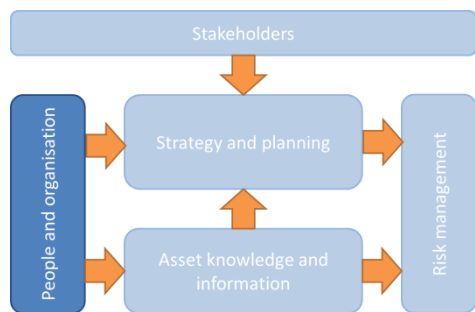 Stakeholders
People and organisation
Strategy and planning
Risk management
Asset knowledge and
information